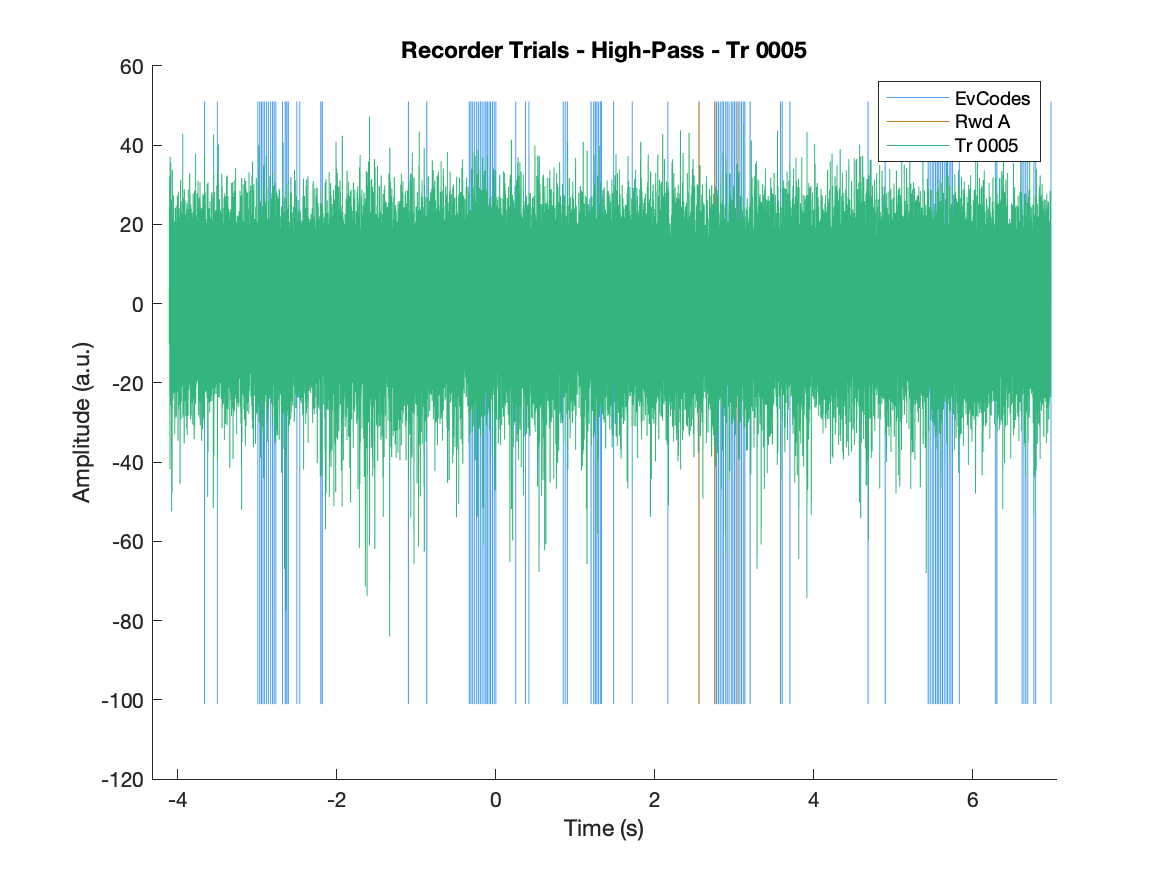 Recorder Trials - High-Pass - Tr 0005
60
40
20
0
-20
-40
-60
-80
-100
-120
Amplitude (a.u.)
EvCodes
Rwd A
Tr 0005
-4 -2 0 2 4 6
Time (s)